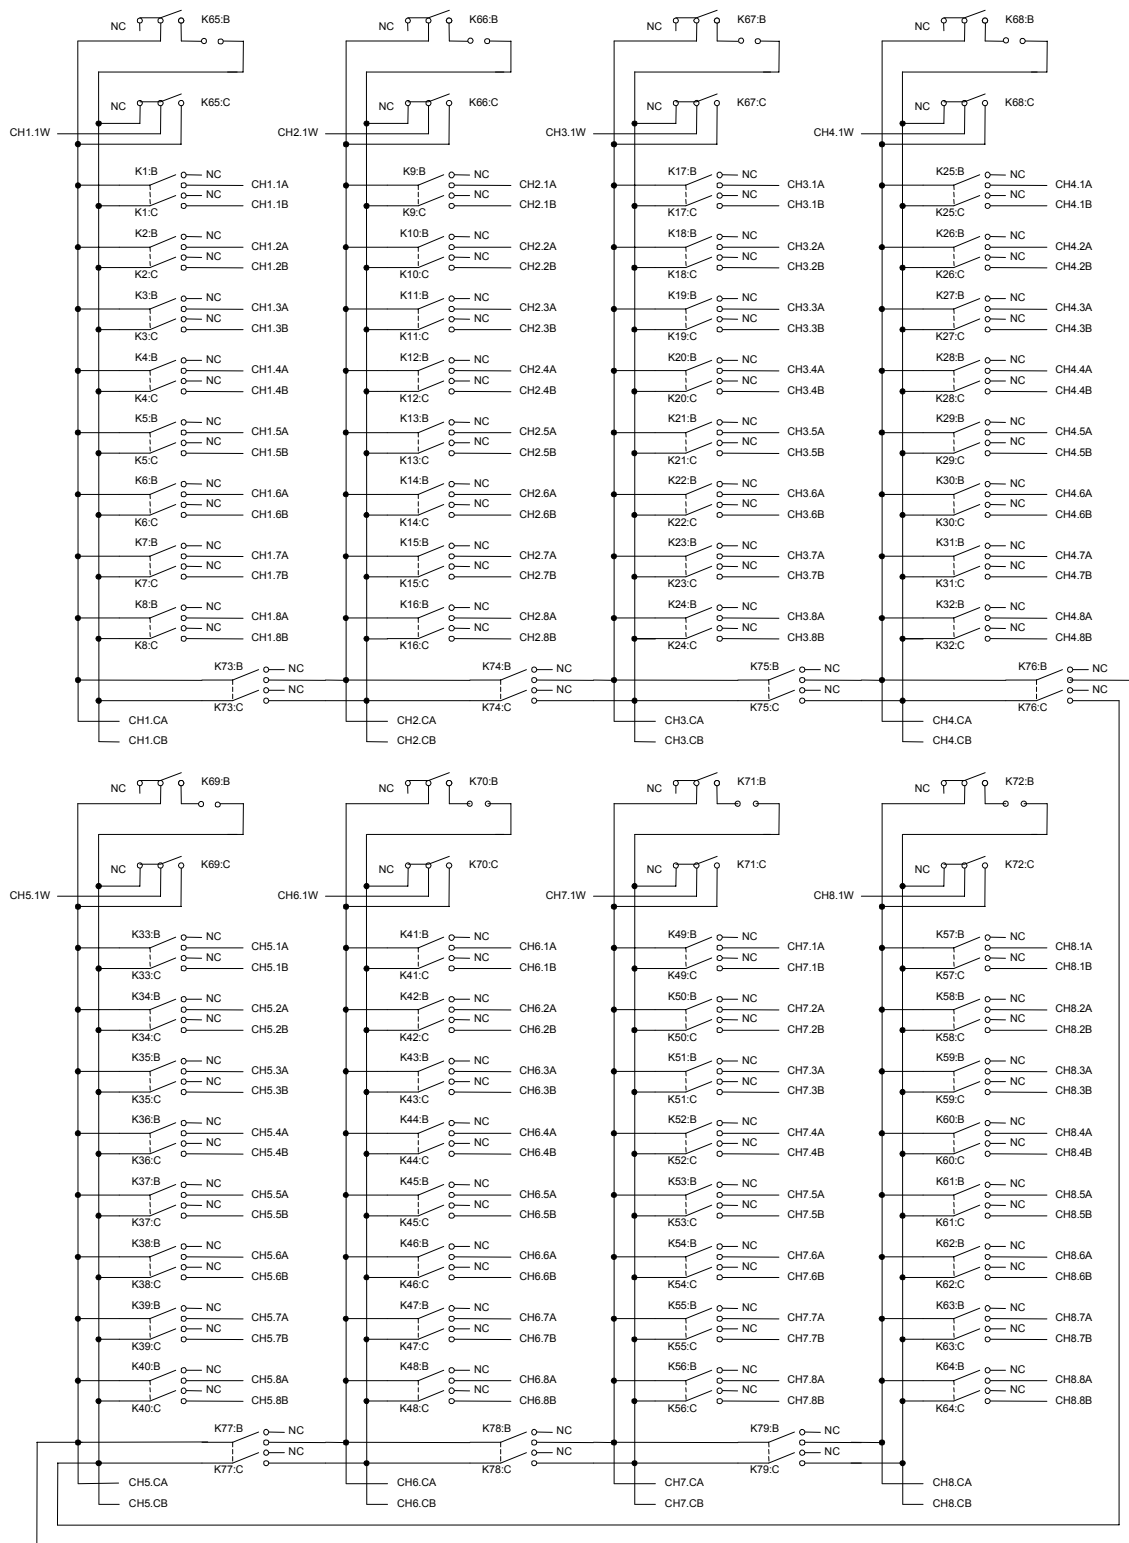 NC K65:B NC K66:B NC K67:B NC K68:B
NC K65:C NC K66:C NC K67:C NC K68:C
CH1.1W CH2.1W CH3.1W CH4.1W
K1:B NC K9:B NC K17:B NC K25:B NC
CH1.1A CH2.1A CH3.1A CH4.1A
NC NC NC NC
K1:C CH1.1B K9:C CH2.1B K17:C CH3.1B K25:C CH4.1B
K2:B NC K10:B NC K18:B NC K26:B NC
CH1.2A CH2.2A CH3.2A CH4.2A
NC NC NC NC
K2:C CH1.2B K10:C CH2.2B K18:C CH3.2B K26:C CH4.2B
K3:B NC K11:B NC K19:B NC K27:B NC
CH1.3A CH2.3A CH3.3A CH4.3A
NC NC NC NC
K3:C CH1.3B K11:C CH2.3B K19:C CH3.3B K27:C CH4.3B
K4:B NC K12:B NC K20:B NC K28:B NC
CH1.4A CH2.4A CH3.4A CH4.4A
NC NC NC NC
K4:C CH1.4B K12:C CH2.4B K20:C CH3.4B K28:C CH4.4B
K5:B NC K13:B NC K21:B NC K29:B NC
CH1.5A CH2.5A CH3.5A CH4.5A
NC NC NC NC
K5:C CH1.5B K13:C CH2.5B K21:C CH3.5B K29:C CH4.5B
K6:B NC K14:B NC K22:B NC K30:B NC
CH1.6A CH2.6A CH3.6A CH4.6A
NC NC NC NC
K6:C CH1.6B K14:C CH2.6B K22:C CH3.6B K30:C CH4.6B
K7:B NC K15:B NC K23:B NC K31:B NC
CH1.7A CH2.7A CH3.7A CH4.7A
NC NC NC NC
K7:C CH1.7B K15:C CH2.7B K23:C CH3.7B K31:C CH4.7B
K8:B NC K16:B NC K24:B NC K32:B NC
CH1.8A CH2.8A CH3.8A CH4.8A
NC NC NC NC
K8:C CH1.8B K16:C CH2.8B K24:C CH3.8B K32:C CH4.8B
K73:B NC K74:B NC K75:B NC K76:B NC
NC NC NC NC
K73:C K74:C K75:C K76:C
CH1.CA CH2.CA CH3.CA CH4.CA
CH1.CB CH2.CB CH3.CB CH4.CB
NC K69:B NC K70:B NC K71:B NC K72:B
NC K69:C NC K70:C NC K71:C NC K72:C
CH5.1W CH6.1W CH7.1W CH8.1W
K33:B NC K41:B NC K49:B NC K57:B NC
CH5.1A CH6.1A CH7.1A CH8.1A
NC NC NC NC
K33:C CH5.1B K41:C CH6.1B K49:C CH7.1B K57:C CH8.1B
K34:B NC K42:B NC K50:B NC K58:B NC
CH5.2A CH6.2A CH7.2A CH8.2A
NC NC NC NC
K34:C CH5.2B K42:C CH6.2B K50:C CH7.2B K58:C CH8.2B
K35:B NC K43:B NC K51:B NC K59:B NC
CH5.3A CH6.3A CH7.3A CH8.3A
NC NC NC NC
K35:C CH5.3B K43:C CH6.3B K51:C CH7.3B K59:C CH8.3B
K36:B NC K44:B NC K52:B NC K60:B NC
CH5.4A CH6.4A CH7.4A CH8.4A
NC NC NC NC
K36:C CH5.4B K44:C CH6.4B K52:C CH7.4B K60:C CH8.4B
K37:B NC K45:B NC K53:B NC K61:B NC
CH5.5A CH6.5A CH7.5A CH8.5A
NC NC NC NC
K37:C CH5.5B K45:C CH6.5B K53:C CH7.5B K61:C CH8.5B
K38:B NC K46:B NC K54:B NC K62:B NC
CH5.6A CH6.6A CH7.6A CH8.6A
NC NC NC NC
K38:C CH5.6B K46:C CH6.6B K54:C CH7.6B K62:C CH8.6B
K39:B NC K47:B NC K55:B NC K63:B NC
CH5.7A CH6.7A CH7.7A CH8.7A
NC NC NC NC
K39:C CH5.7B K47:C CH6.7B K55:C CH7.7B K63:C CH8.7B
K40:B NC K48:B NC K56:B NC K64:B NC
CH5.8A CH6.8A CH7.8A CH8.8A
NC NC NC NC
K40:C CH5.8B K48:C CH6.8B K56:C CH7.8B K64:C CH8.8B
K77:B NC K78:B NC K79:B NC
NC NC NC
K77:C K78:C K79:C
CH5.CA CH6.CA CH7.CA CH8.CA
CH5.CB CH6.CB CH7.CB CH8.CB